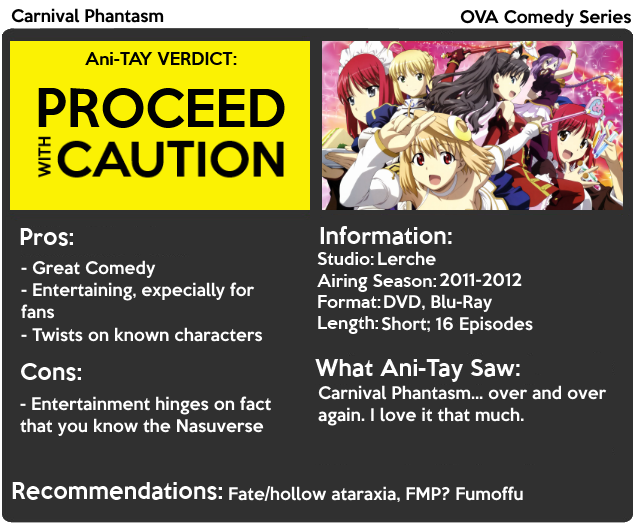 Carnival Phantasm
OVA Comedy Series
Ani-TAY VERDICT:
PROCEED
WITH CAUTION
Pros:
- Great Comedy
- Entertaining, expecially for
fans
- Twists on known characters
Cons:
- Entertainment hinges on fact
that you know the Nasuverse
Information:
Studio: Lerche
Airing Season: 2011-2012
Format: DVD, Blu-Ray
Length: Short; 16 Episodes
What Ani-Tay Saw:
Carnival Phantasm... over and over
again. I love it that much.
Recommendations: Fate/hollow ataraxia, FMP? Fumoffu